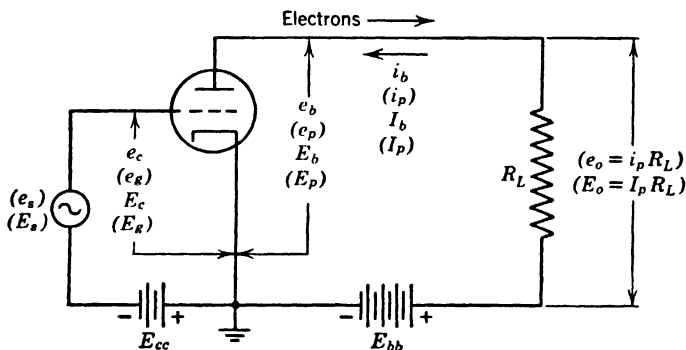 Electrons
i_b
(i_p)
I_b
(I_p)
e_b
(e_p)
E_b
(E_p)
e_c
(e_g)
E_c
(E_g)
(e_s)
(E_s)
R_L
(e_o = i_p R_L)
(E_o = I_p R_L)
- +
E_cc
- +
E_bb